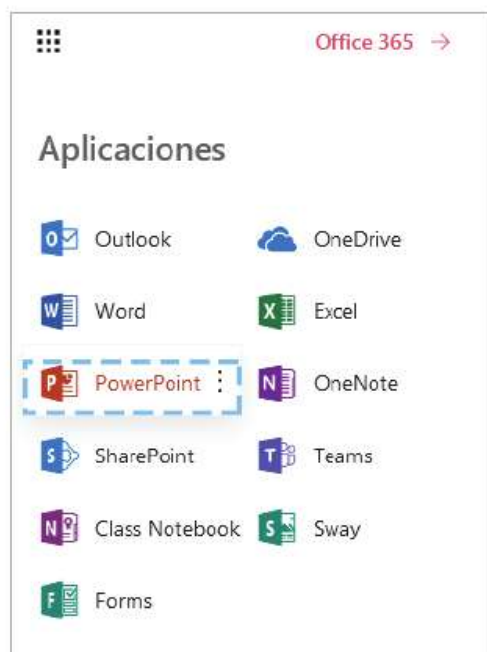 Office 365 →
Aplicaciones
Outlook OneDrive
Word Excel
PowerPoint OneNote
SharePoint Teams
Class Notebook Sway
Forms